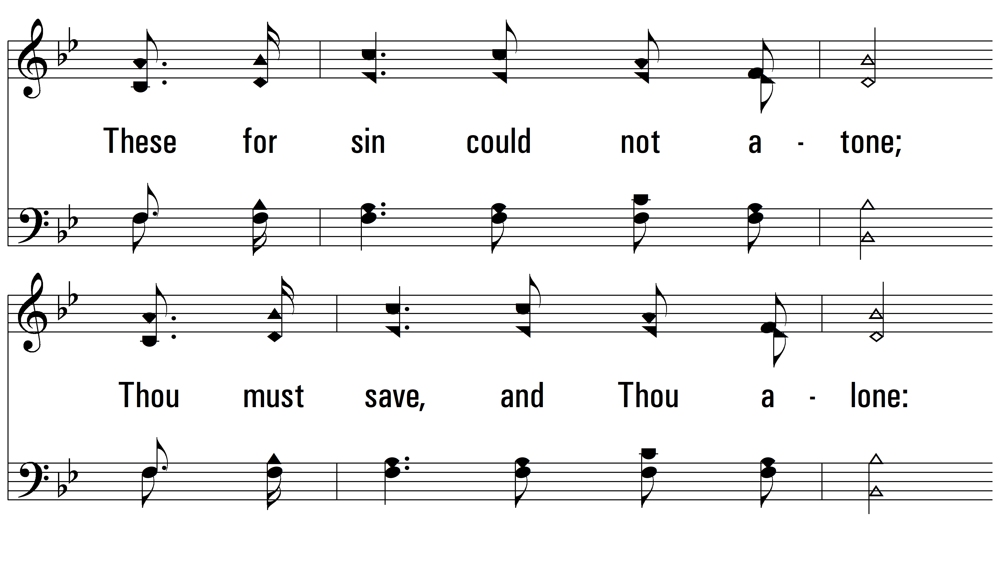 These for sin could not a - tone;
Thou must save, and Thou a - lone: